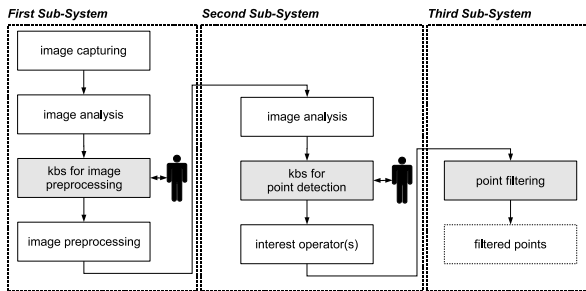 First Sub-System
image capturing
image analysis
kbs for image
preprocessing
image preprocessing
Second Sub-System
image analysis
kbs for
point detection
interest operator(s)
Third Sub-System
point filtering
filtered points